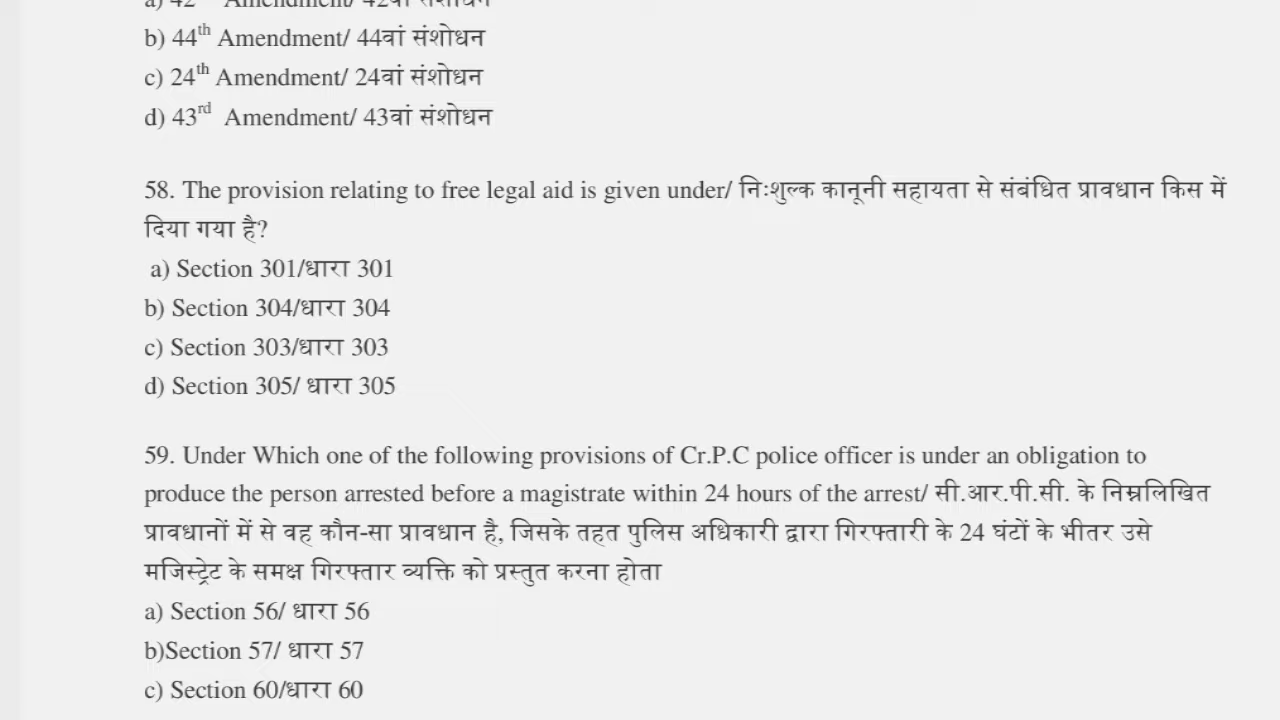 a) 42 Amendment/ 42वां संशोधन
b) 44th Amendment/ 44वां संशोधन
c) 24th Amendment/ 24वां संशोधन
d) 43rd Amendment/ 43वां संशोधन
58. The provision relating to free legal aid is given under/ निःशुल्क कानूनी सहायता से संबंधित प्रावधान किस में
दिया गया है?
a) Section 301/धारा 301
b) Section 304/धारा 304
c) Section 303/धारा 303
d) Section 305/ धारा 305
59. Under Which one of the following provisions of Cr.P.C police officer is under an obligation to
produce the person arrested before a magistrate within 24 hours of the arrest/ सी.आर.पी.सी. के निम्नलिखित
प्रावधानों में से वह कौन-सा प्रावधान है, जिसके तहत पुलिस अधिकारी द्वारा गिरफ्तारी के 24 घंटों के भीतर उसे
मजिस्ट्रेट के समक्ष गिरफ्तार व्यक्ति को प्रस्तुत करना होता
a) Section 56/ धारा 56
b)Section 57/ धारा 57
c) Section 60/धारा 60